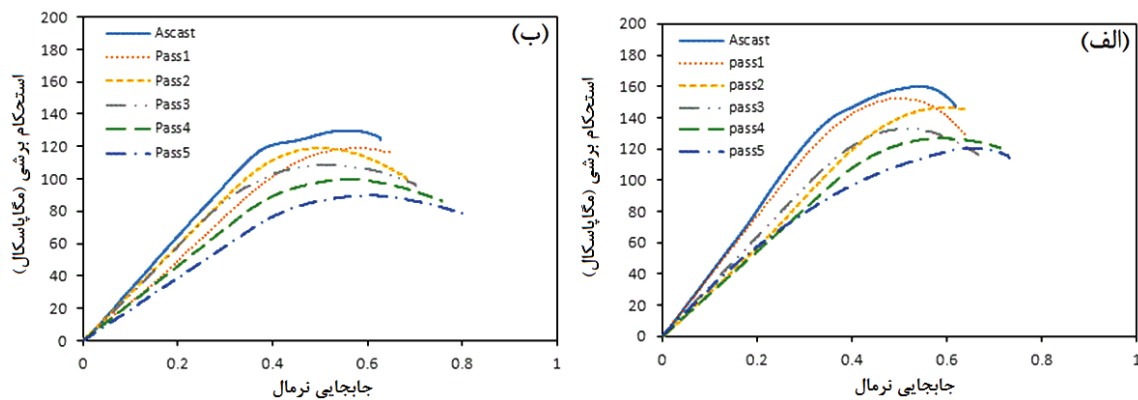 (ب)
استحکام برشی (مگاپاسکال)
200
180
160
140
120
100
80
60
40
20
0
Ascast
Pass1
Pass2
Pass3
Pass4
Pass5
0 0.2 0.4 0.6 0.8 1
جابجایی نرمال
(الف)
استحکام برشی (مگاپاسکال)
200
180
160
140
120
100
80
60
40
20
0
Ascast
pass1
pass2
pass3
pass4
pass5
0 0.2 0.4 0.6 0.8 1
جابجایی نرمال